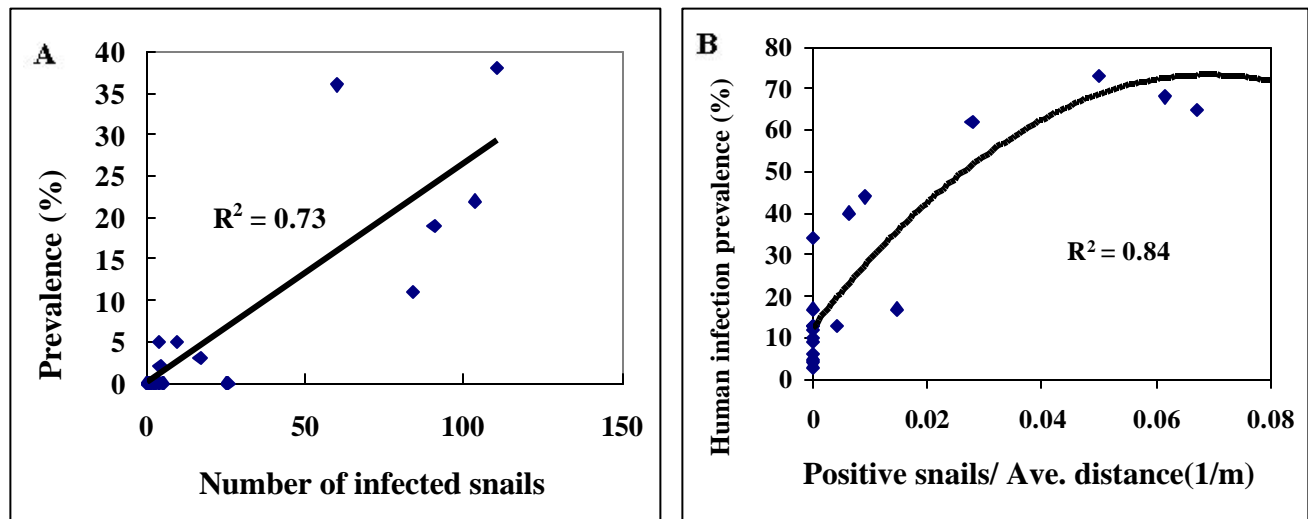 A
Prevalence (%)
40
35
30
25
20
15
10
5
0
R² = 0.73
0 50 100 150
Number of infected snails
B
Human infection prevalence (%)
80
70
60
50
40
30
20
10
0
R² = 0.84
0 0.02 0.04 0.06 0.08
Positive snails/ Ave. distance(1/m)